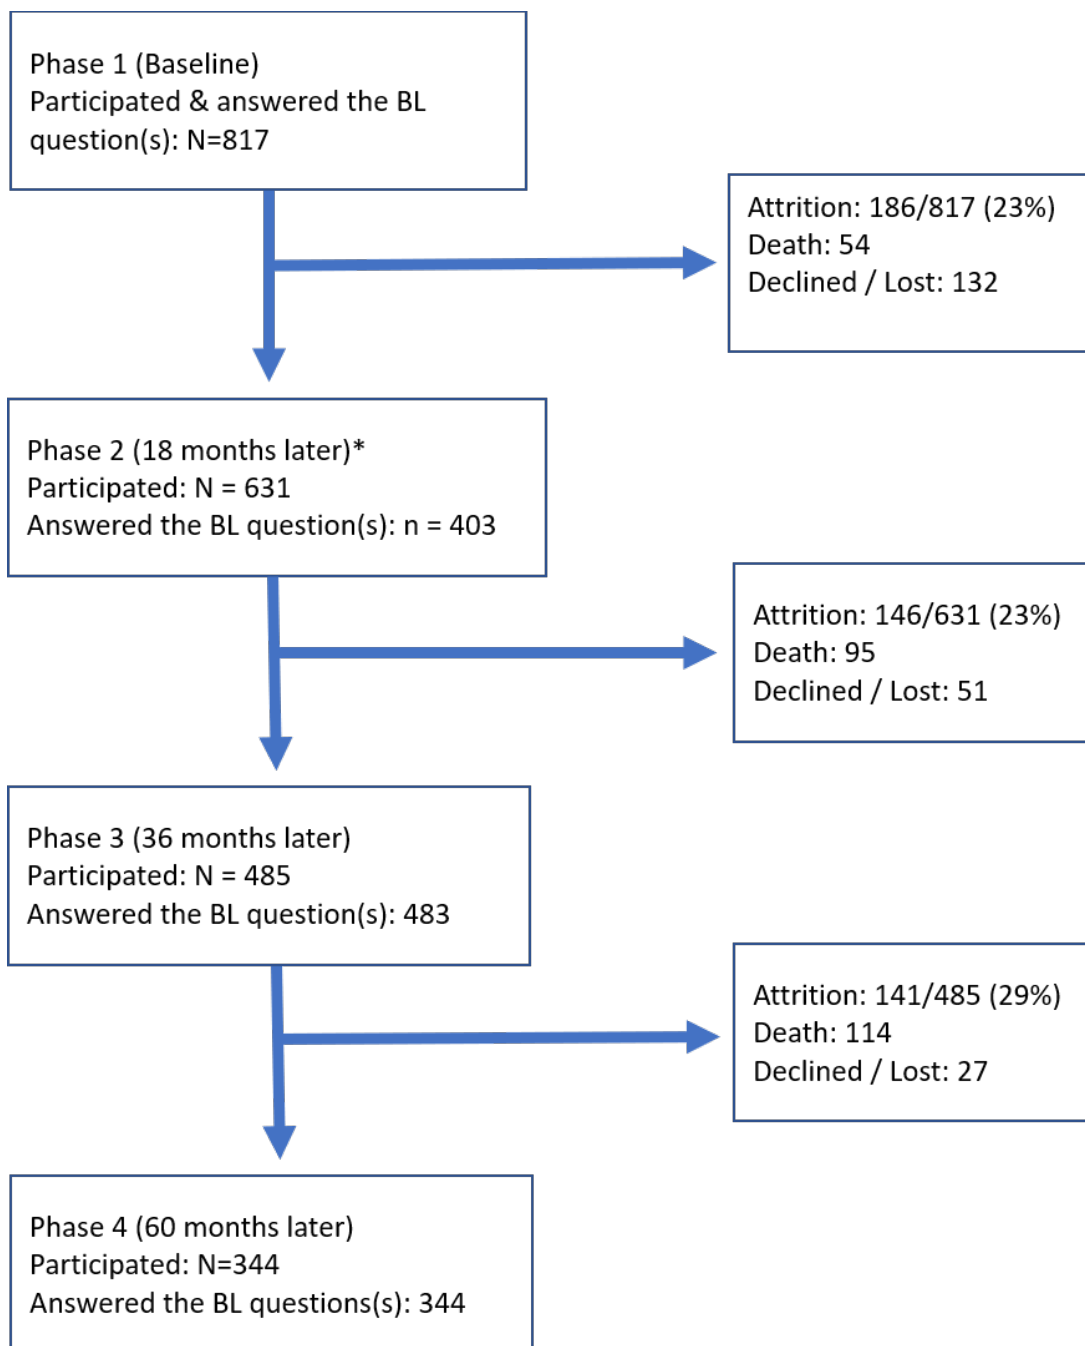 Phase 1 (Baseline)
Participated & answered the BL
question(s): N=817
Attrition: 186/817 (23%)
Death: 54
Declined / Lost: 132
Phase 2 (18 months later)*
Participated: N = 631
Answered the BL question(s): n = 403
Attrition: 146/631 (23%)
Death: 95
Declined / Lost: 51
Phase 3 (36 months later)
Participated: N = 485
Answered the BL question(s): 483
Attrition: 141/485 (29%)
Death: 114
Declined / Lost: 27
Phase 4 (60 months later)
Participated: N=344
Answered the BL questions(s): 344